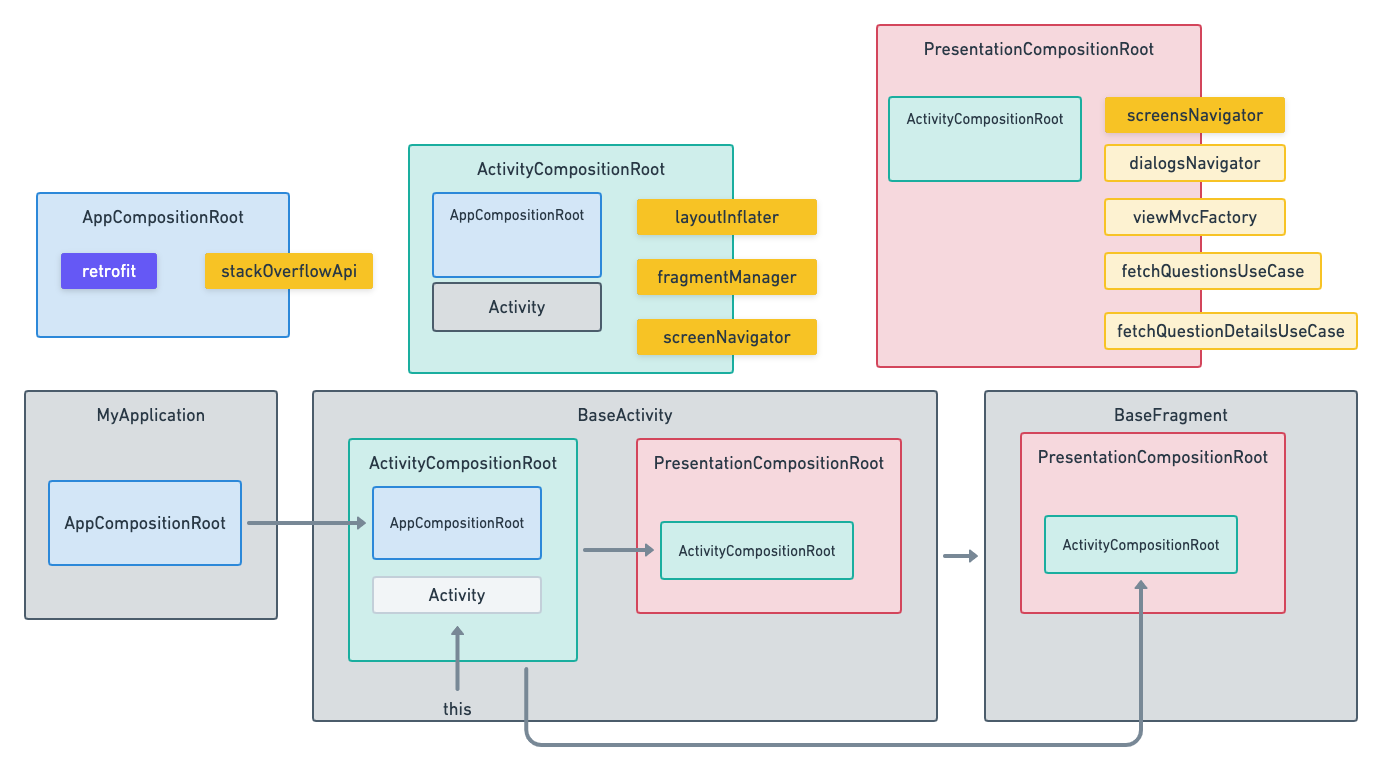 AppCompositionRoot
retrofit
stackOverflowApi
ActivityCompositionRoot
AppCompositionRoot
Activity
layoutInflater
fragmentManager
screenNavigator
PresentationCompositionRoot
ActivityCompositionRoot
screensNavigator
dialogsNavigator
viewMvcFactory
fetchQuestionsUseCase
fetchQuestionDetailsUseCase
MyApplication
AppCompositionRoot
BaseActivity
ActivityCompositionRoot
AppCompositionRoot
Activity
this
PresentationCompositionRoot
ActivityCompositionRoot
BaseFragment
PresentationCompositionRoot
ActivityCompositionRoot